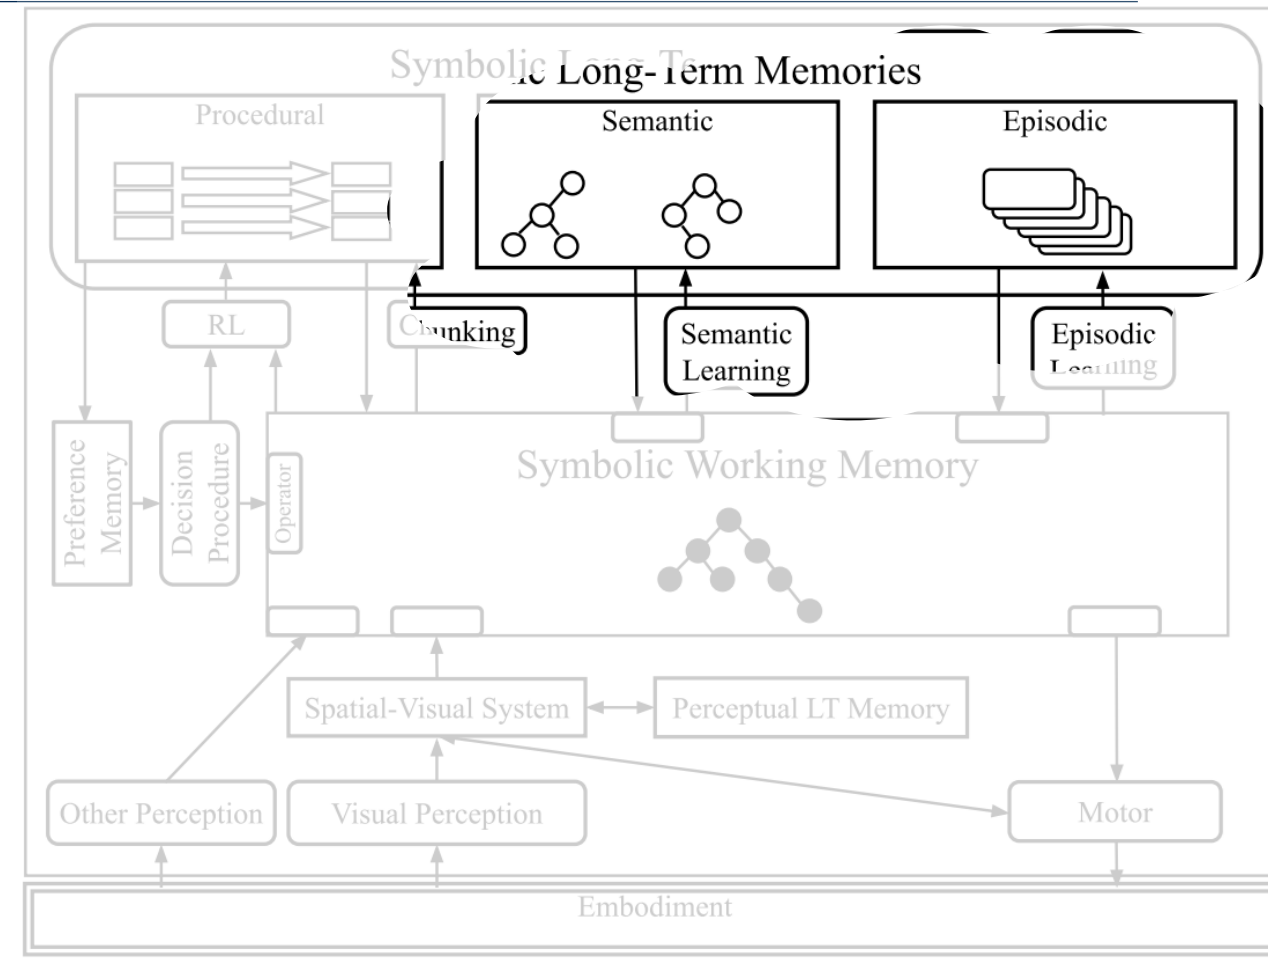 Symbolic Long-Term Memories
Procedural
Semantic
Episodic
RL
Chunking
Semantic
Learning
Episodic
Learning
Preference
Memory
Decision
Procedure
Operator
Symbolic Working Memory
Spatial-Visual System
Perceptual LT Memory
Other Perception
Visual Perception
Motor
Embodiment